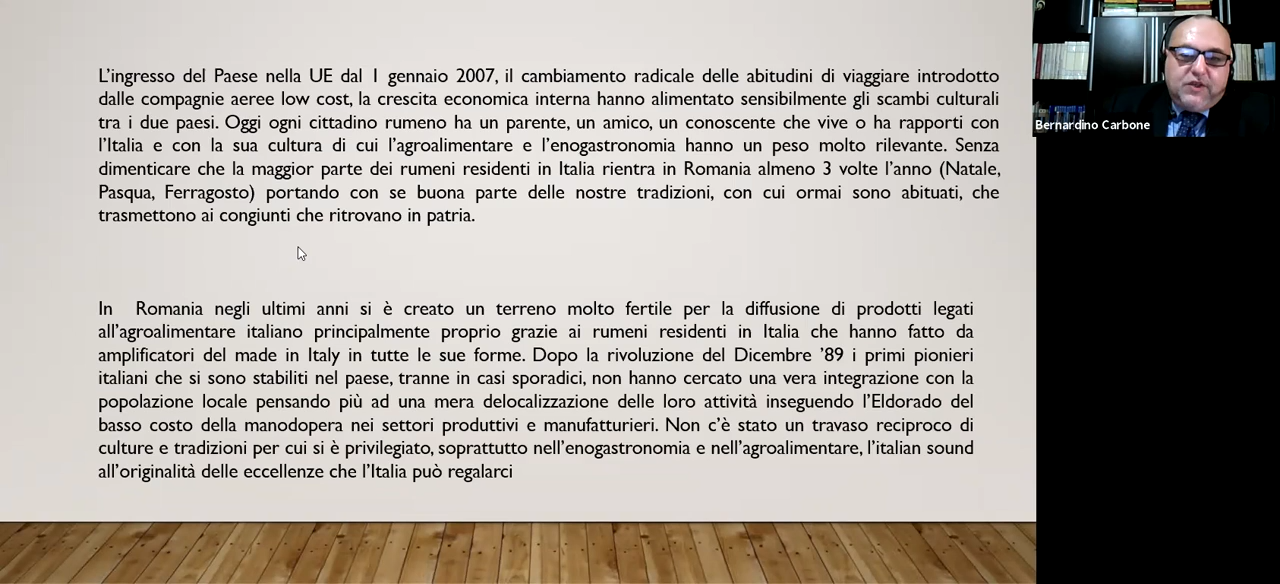 L'ingresso del Paese nella UE dal 1 gennaio 2007, il cambiamento radicale delle abitudini di viaggiare introdotto
dalle compagnie aeree low cost, la crescita economica interna hanno alimentato sensibilmente gli scambi culturali
tra i due paesi. Oggi ogni cittadino rumeno ha un parente, un amico, un conoscente che vive o ha rapporti con
l'Italia e con la sua cultura di cui l'agroalimentare e l'enogastronomia hanno un peso molto rilevante. Senza
dimenticare che la maggior parte dei rumeni residenti in Italia rientra in Romania almeno 3 volte l'anno (Natale,
Pasqua, Ferragosto) portando con se buona parte delle nostre tradizioni, con cui ormai sono abituati, che
trasmettono ai congiunti che ritrovano in patria.
In Romania negli ultimi anni si è creato un terreno molto fertile per la diffusione di prodotti legati
all'agroalimentare italiano principalmente proprio grazie ai rumeni residenti in Italia che hanno fatto da
amplificatori del made in Italy in tutte le sue forme. Dopo la rivoluzione del Dicembre '89 i primi pionieri
italiani che si sono stabiliti nel paese, tranne in casi sporadici, non hanno cercato una vera integrazione con la
popolazione locale pensando più ad una mera delocalizzazione delle loro attività inseguendo l'Eldorado del
basso costo della manodopera nei settori produttivi e manufatturieri. Non c'è stato un travaso reciproco di
culture e tradizioni per cui si è privilegiato, soprattutto nell'enogastronomia e nell'agroalimentare, l'italian sound
all'originalità delle eccellenze che l'Italia può regalarci
Bernardino Carbone